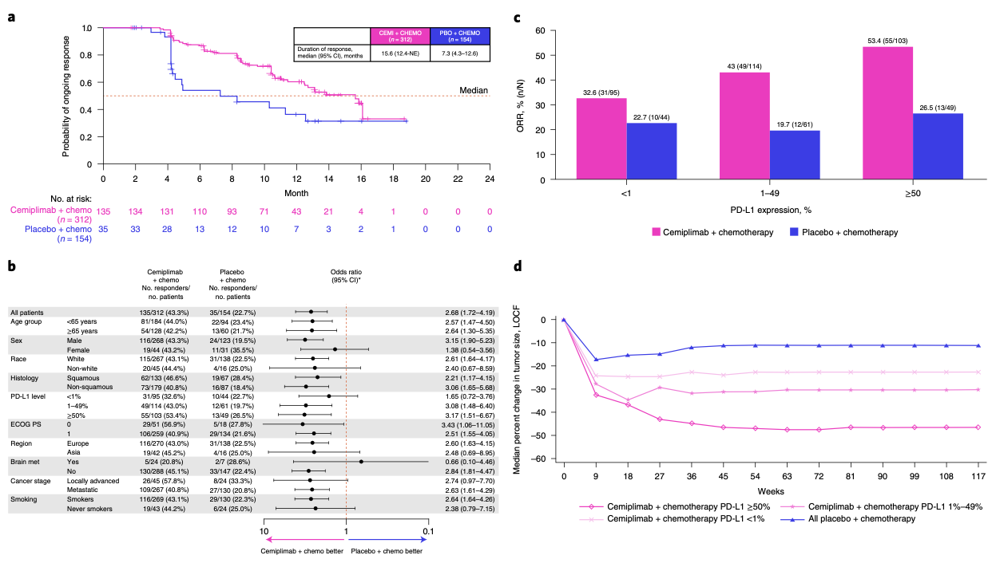 a
CEMI + CHEMO
(n = 312)
PBO + CHEMO
(n = 154)
Duration of response,
median (95% CI), months
15.6 (12.4-NE)
7.3 (4.3–12.6)
Median
Probability of ongoing response
1.0
0.8
0.6
0.4
0.2
0
0 2 4 6 8 10 12 14 16 18 20 22 24
Month
No. at risk:
Cemiplimab + chemo 135 134 131 110 93 71 43 21 4 1 0 0 0
(n = 312)
Placebo + chemo 35 33 28 13 12 10 7 3 2 1 0 0 0
(n = 154)
b
Cemiplimab
+ chemo
No. responders/
no. patients
Placebo
+ chemo
No. responders/
no. patients
Odds ratio
(95% CI)*
All patients 135/312 (43.3%) 35/154 (22.7%) 2.68 (1.72–4.19)
Age group <65 years 81/184 (44.0%) 22/94 (23.4%) 2.57 (1.47–4.50)
≥65 years 54/128 (42.2%) 13/60 (21.7%) 2.64 (1.30–5.35)
Sex Male 116/268 (43.3%) 24/123 (19.5%) 3.15 (1.90–5.23)
Female 19/44 (43.2%) 11/31 (35.5%) 1.38 (0.54–3.56)
Race White 115/267 (43.1%) 31/138 (22.5%) 2.61 (1.64–4.17)
Non-white 20/45 (44.4%) 4/16 (25.0%) 2.40 (0.67–8.59)
Histology Squamous 62/133 (46.6%) 19/67 (28.4%) 2.21 (1.17–4.15)
Non-squamous 73/179 (40.8%) 16/87 (18.4%) 3.06 (1.65–5.68)
PD-L1 level <1% 31/95 (32.6%) 10/44 (22.7%) 1.65 (0.72–3.76)
1–49% 49/114 (43.0%) 12/61 (19.7%) 3.08 (1.48–6.40)
≥50% 55/103 (53.4%) 13/49 (26.5%) 3.17 (1.51–6.67)
ECOG PS 0 29/51 (56.9%) 5/18 (27.8%) 3.43 (1.06–11.05)
1 106/259 (40.9%) 29/134 (21.6%) 2.51 (1.55–4.05)
Region Europe 116/270 (43.0%) 31/138 (22.5%) 2.60 (1.63–4.15)
Asia 19/42 (45.2%) 4/16 (25.0%) 2.48 (0.69–8.95)
Brain met Yes 5/24 (20.8%) 2/7 (28.6%) 0.66 (0.10–4.46)
No 130/288 (45.1%) 33/147 (22.4%) 2.84 (1.81–4.47)
Cancer stage Locally advanced 26/45 (57.8%) 8/24 (33.3%) 2.74 (0.97–7.70)
Metastatic 109/267 (40.8%) 27/130 (20.8%) 2.63 (1.61–4.29)
Smoking Smokers 116/269 (43.1%) 29/130 (22.3%) 2.64 (1.64–4.26)
Never smokers 19/43 (44.2%) 6/24 (25.0%) 2.38 (0.79–7.15)
10 1 0.1
Cemiplimab + chemo better Placebo + chemo better
c
ORR, % (n/N)
60
50
40
30
20
10
0
32.6 (31/95)
22.7 (10/44)
43 (49/114)
19.7 (12/61)
53.4 (55/103)
26.5 (13/49)
<1 1–49 ≥50
PD-L1 expression, %
Cemiplimab + chemotherapy Placebo + chemotherapy
d
Median percent change in tumor size, LOCF
0
–10
–20
–30
–40
–50
–60
0 9 18 27 36 45 54 63 72 81 90 99 108 117
Weeks
Cemiplimab + chemotherapy PD-L1 ≥50% Cemiplimab + chemotherapy PD-L1 1%–49%
Cemiplimab + chemotherapy PD-L1 <1% All placebo + chemotherapy